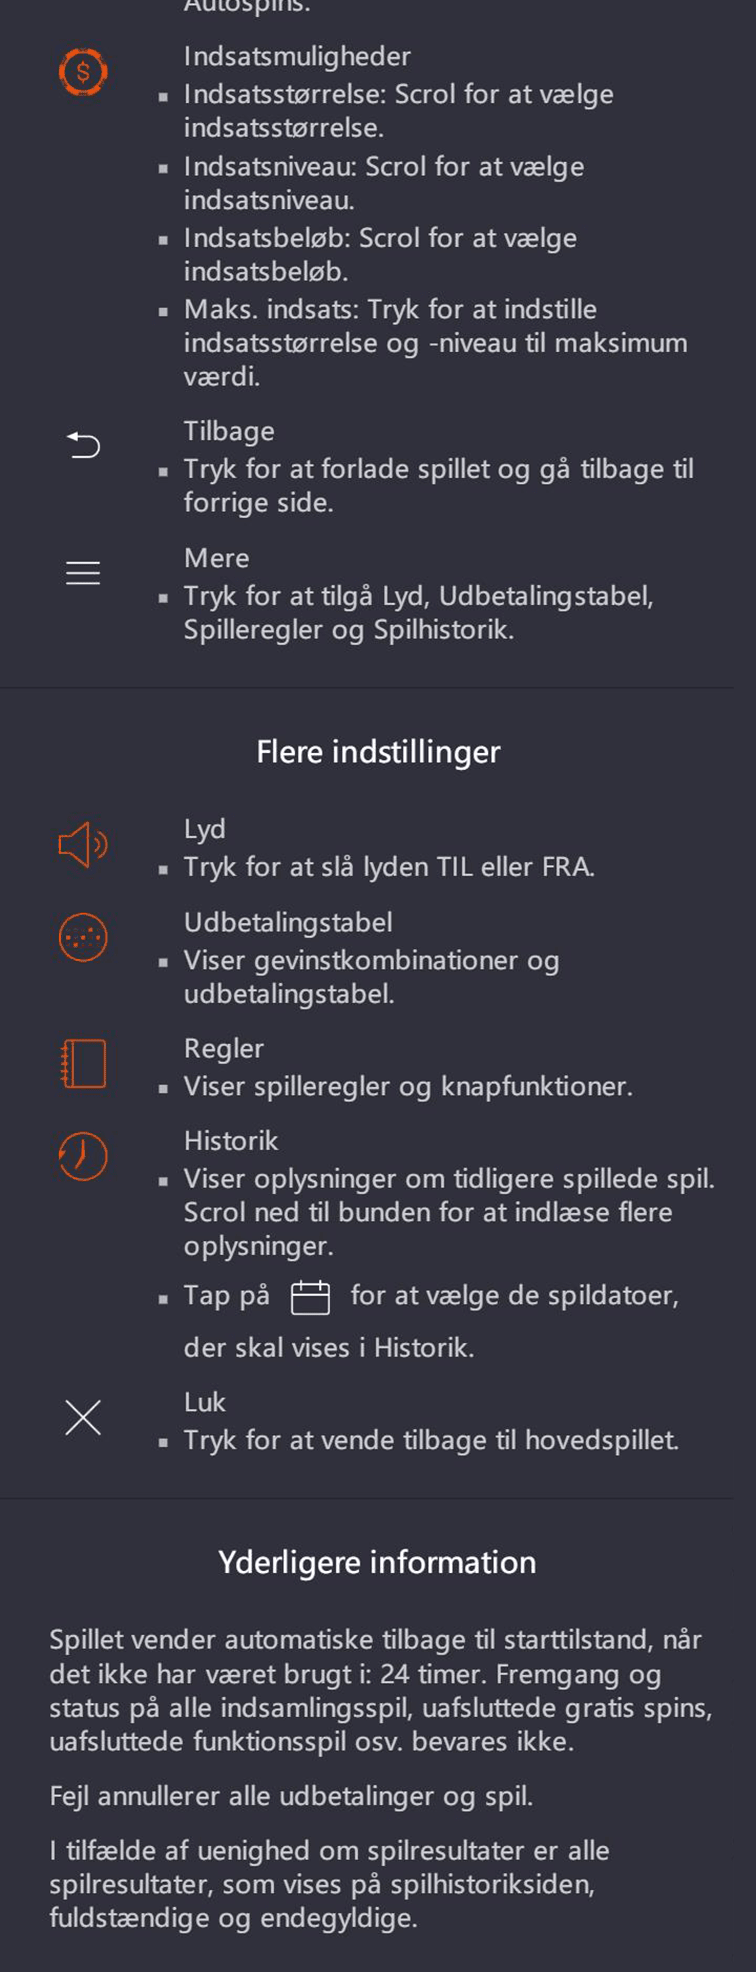 Autospins.
Indsatsmuligheder
▪ Indsatsstørrelse: Scrol for at vælge
indsatsstørrelse.
▪ Indsatsniveau: Scrol for at vælge
indsatsniveau.
▪ Indsatsbeløb: Scrol for at vælge
indsatsbeløb.
▪ Maks. indsats: Tryk for at indstille
indsatsstørrelse og -niveau til maksimum
værdi.
Tilbage
▪ Tryk for at forlade spillet og gå tilbage til
forrige side.
Mere
▪ Tryk for at tilgå Lyd, Udbetalingstabel,
Spilleregler og Spilhistorik.
Flere indstillinger
Lyd
▪ Tryk for at slå lyden TIL eller FRA.
Udbetalingstabel
▪ Viser gevinstkombinationer og
udbetalingstabel.
Regler
▪ Viser spilleregler og knapfunktioner.
Historik
▪ Viser oplysninger om tidligere spillede spil.
Scrol ned til bunden for at indlæse flere
oplysninger.
▪ Tap på for at vælge de spildatoer,
der skal vises i Historik.
Luk
▪ Tryk for at vende tilbage til hovedspillet.
Yderligere information
Spillet vender automatiske tilbage til starttilstand, når
det ikke har været brugt i: 24 timer. Fremgang og
status på alle indsamlingsspil, uafsluttede gratis spins,
uafsluttede funktionsspil osv. bevares ikke.
Fejl annullerer alle udbetalinger og spil.
I tilfælde af uenighed om spilresultater er alle
spilresultater, som vises på spilhistoriksiden,
fuldstændige og endegyldige.